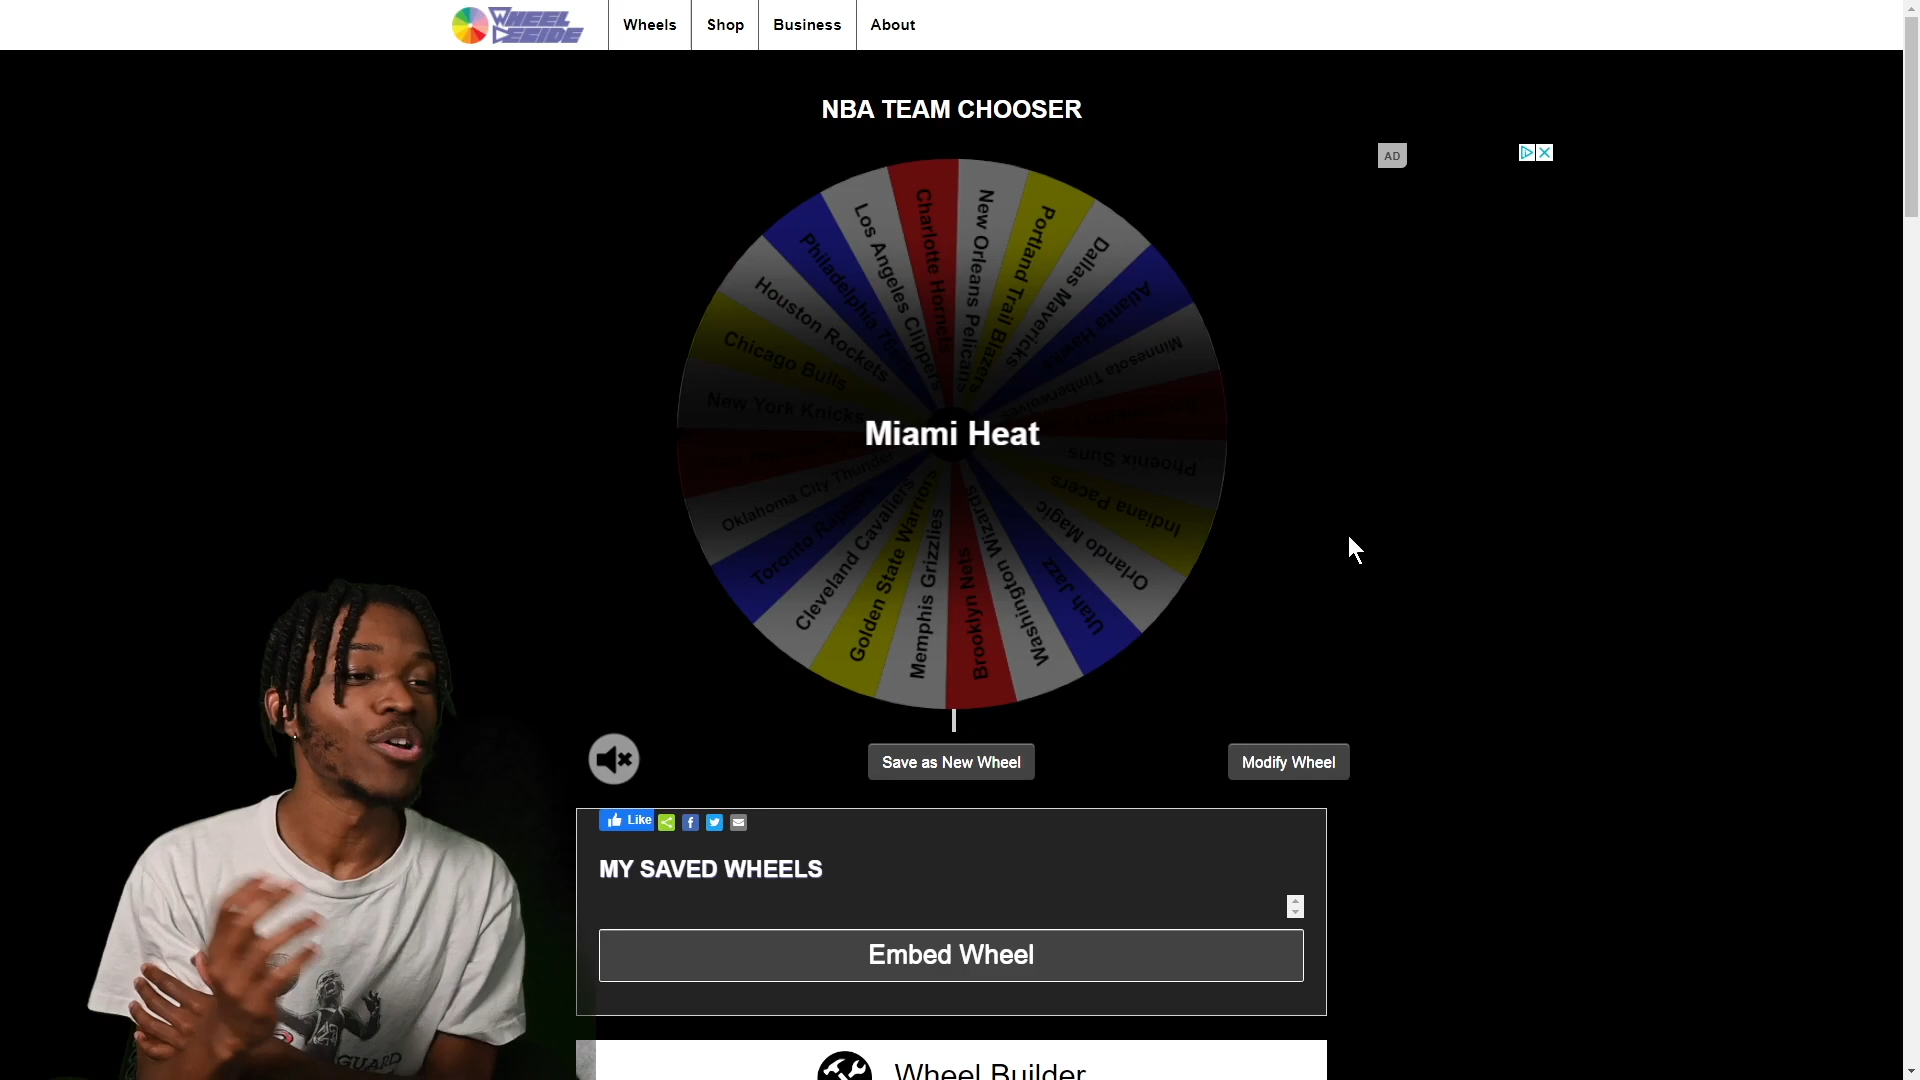 WHEEL DECIDE
Wheels
Shop
Business
About
NBA TEAM CHOOSER
AD
Charlotte Hornets
New Orleans Pelicans
Portland Trail Blazers
Dallas Mavericks
Atlanta Hawks
Minnesota Timberwolves
Phoenix Suns
Indiana Pacers
Orlando Magic
Utah Jazz
Washington Wizards
Brooklyn Nets
Memphis Grizzlies
Golden State Warriors
Cleveland Cavaliers
Toronto Raptors
Oklahoma City Thunder
New York Knicks
Chicago Bulls
Houston Rockets
Philadelphia 76ers
Los Angeles Clippers
Miami Heat
Save as New Wheel
Modify Wheel
Like
MY SAVED WHEELS
Embed Wheel
Wheel Builder
GUARD